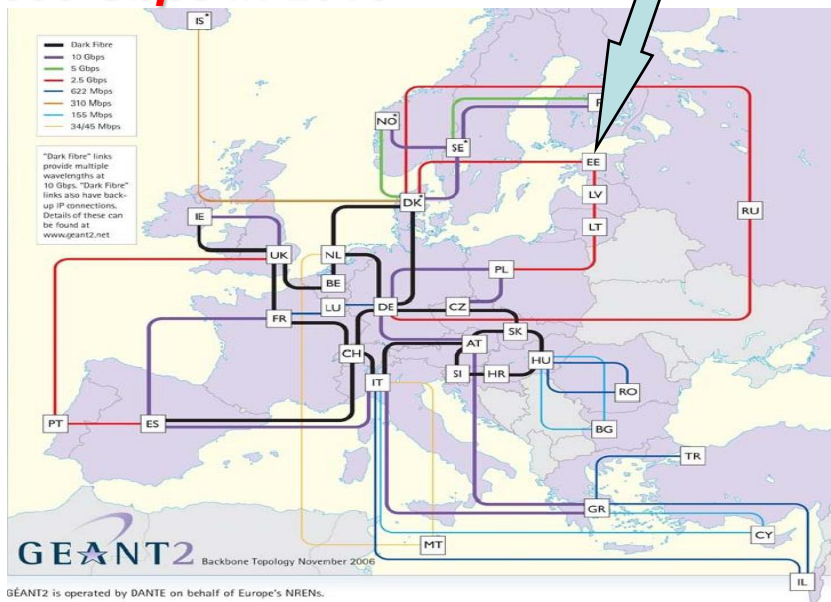 IS*
Dark Fibre
10 Gbps
5 Gbps
2.5 Gbps
622 Mbps
310 Mbps
155 Mbps
34/45 Mbps
"Dark Fibre" links
provide multiple
wavelengths at
10 Gbps. "Dark Fibre"
links also have back-
up IP connections.
Details of these can
be found at
www.geant2.net
NO*
SE*
EE
LV
DK*
RU
IE
LT
UK
NL
PL
BE
LU
DE
CZ
FR
SK
CH
AT
HU
IT
SI
HR
RO
PT
ES
BG
TR
GR
CY
MT
IL
GEANT2 Backbone Topology November 2006
GÉANT2 is operated by DANTE on behalf of Europe's NRENs.